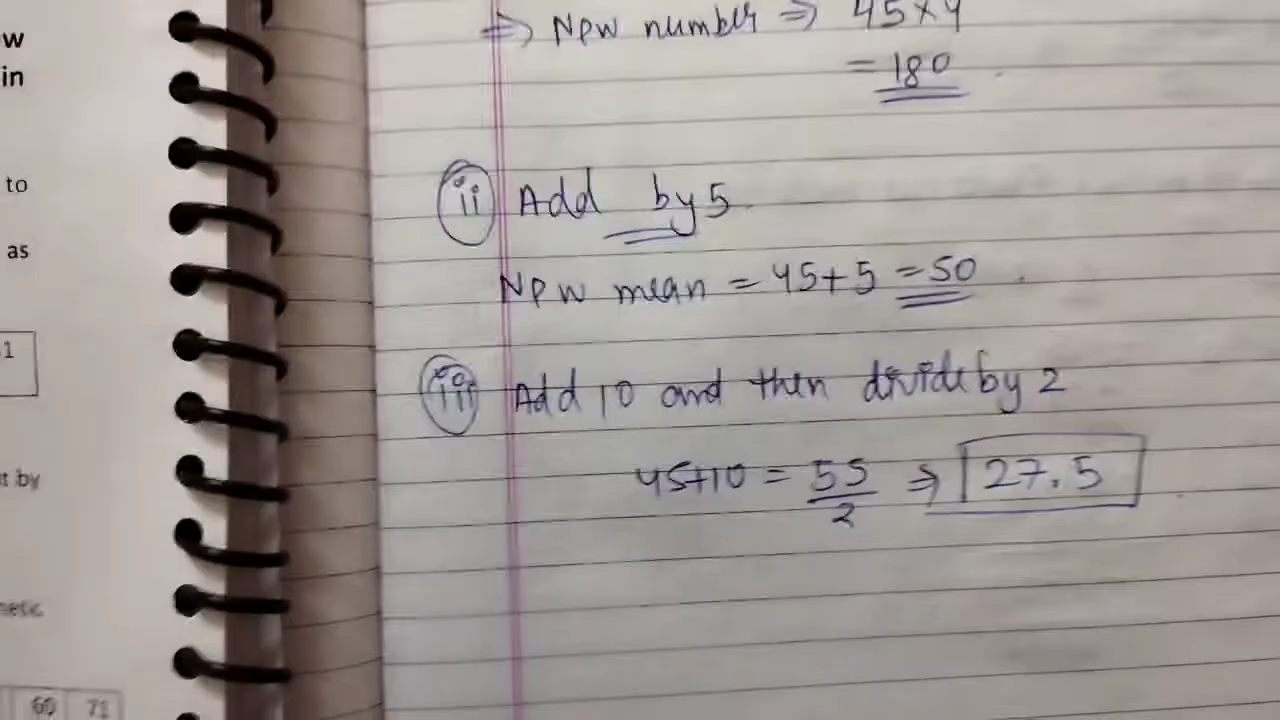 w
in
to
as
1
t by
netic
60 71
⇒ New number ⇒ 45×4
= 180
ii Add by 5
New mean = 45+5 = 50
iii Add 10 and then divide by 2
45+10 = 55/2 ⇒ 27.5